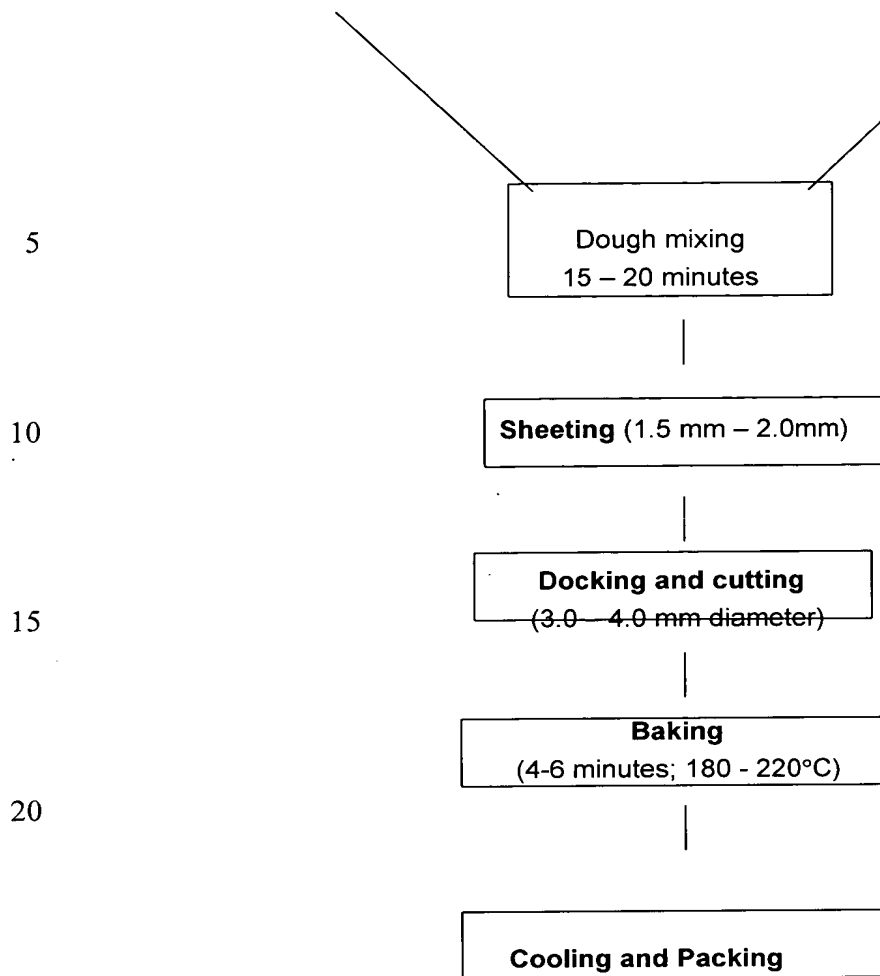 5
Dough mixing
15 – 20 minutes
10
Sheeting (1.5 mm – 2.0mm)
Docking and cutting
15
(3.0 – 4.0 mm diameter)
Baking
(4-6 minutes; 180 - 220°C)
20
Cooling and Packing